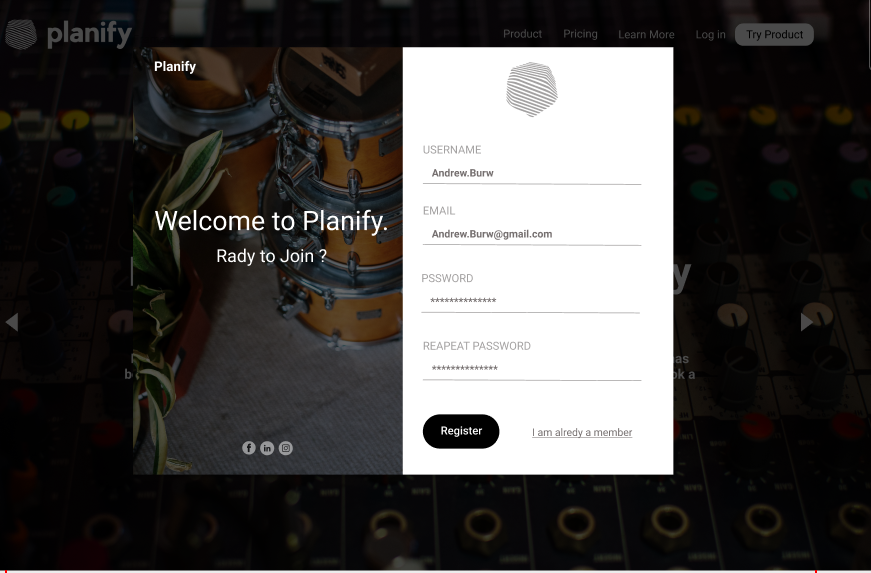 planify
Product Pricing Learn More Log in Try Product
Planify
USERNAME
Andrew.Burw
EMAIL
Andrew.Burw@gmail.com
Welcome to Planify.
Rady to Join ?
PSSWORD
**************
REAPEAT PASSWORD
**************
Register I am alredy a member